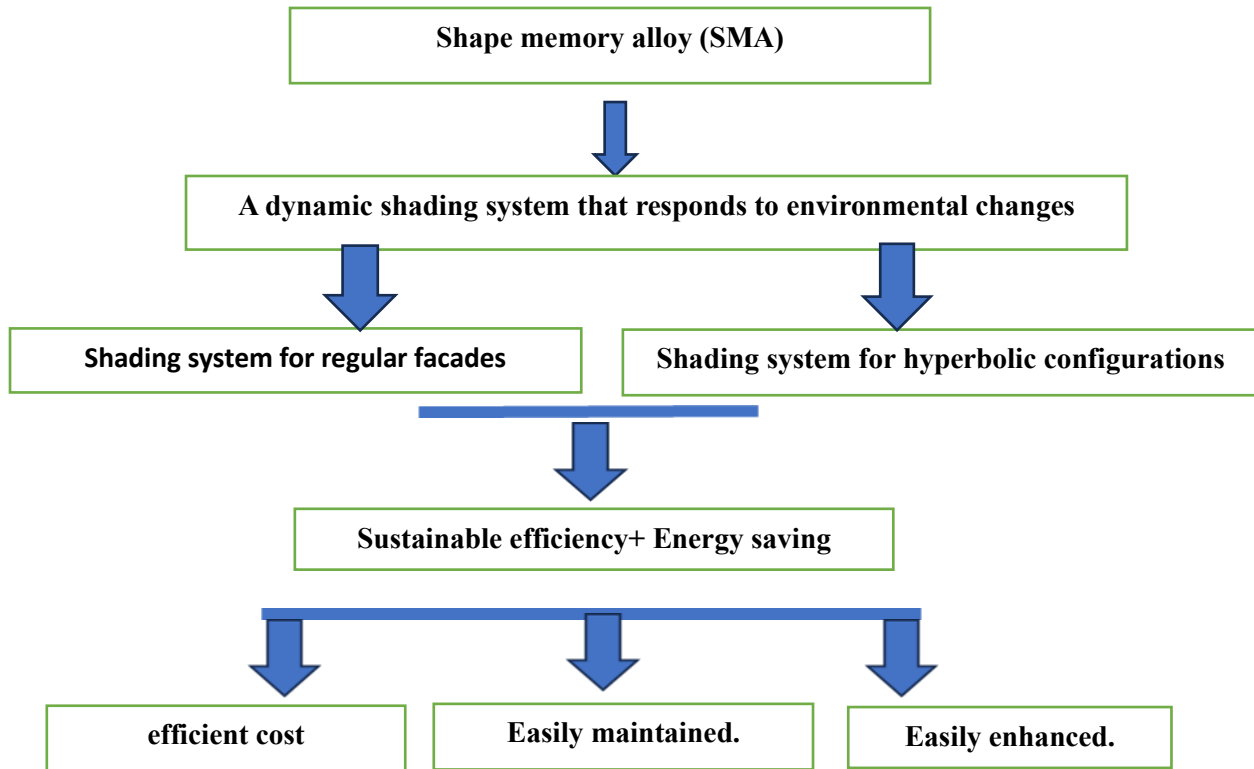 Shape memory alloy (SMA)
A dynamic shading system that responds to environmental changes
Shading system for regular facades
Shading system for hyperbolic configurations
Sustainable efficiency+ Energy saving
efficient cost
Easily maintained.
Easily enhanced.